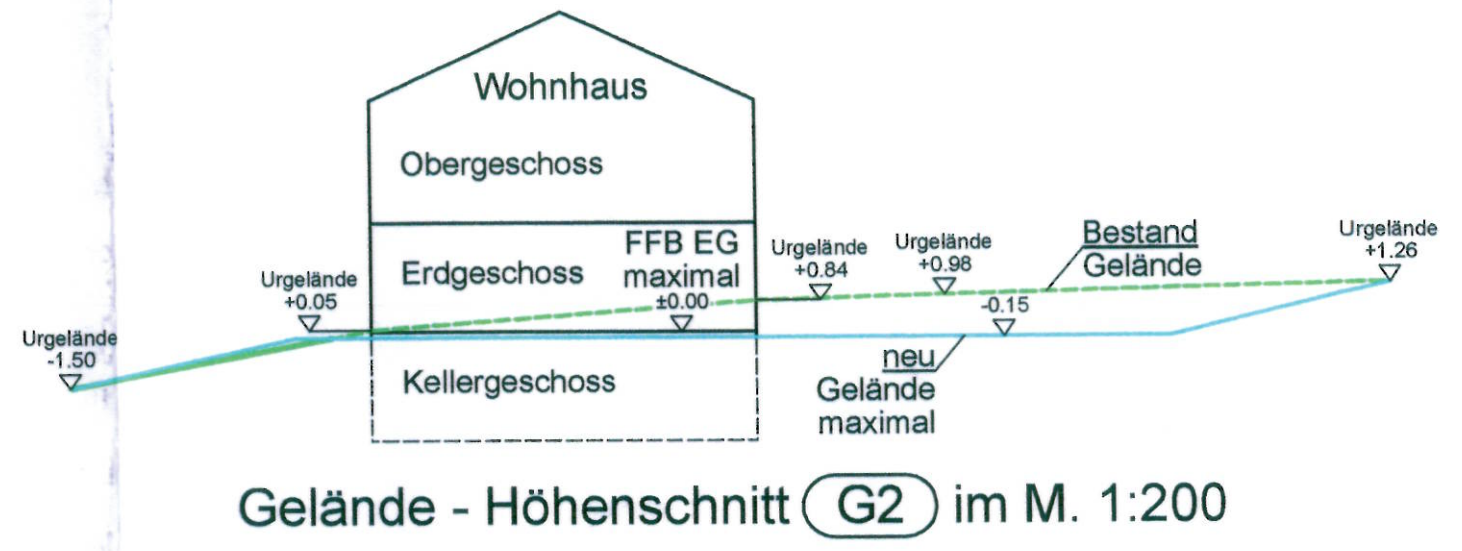 Wohnhaus
Obergeschoss
FFB EG
maximal
±0.00
Erdgeschoss
Kellergeschoss
Urgelände
-1.50
Urgelände
+0.05
Urgelände
+0.84
Urgelände
+0.98
Bestand
Gelände
Urgelände
+1.26
-0.15
neu
Gelände
maximal
Gelände - Höhenschnitt G2 im M. 1:200